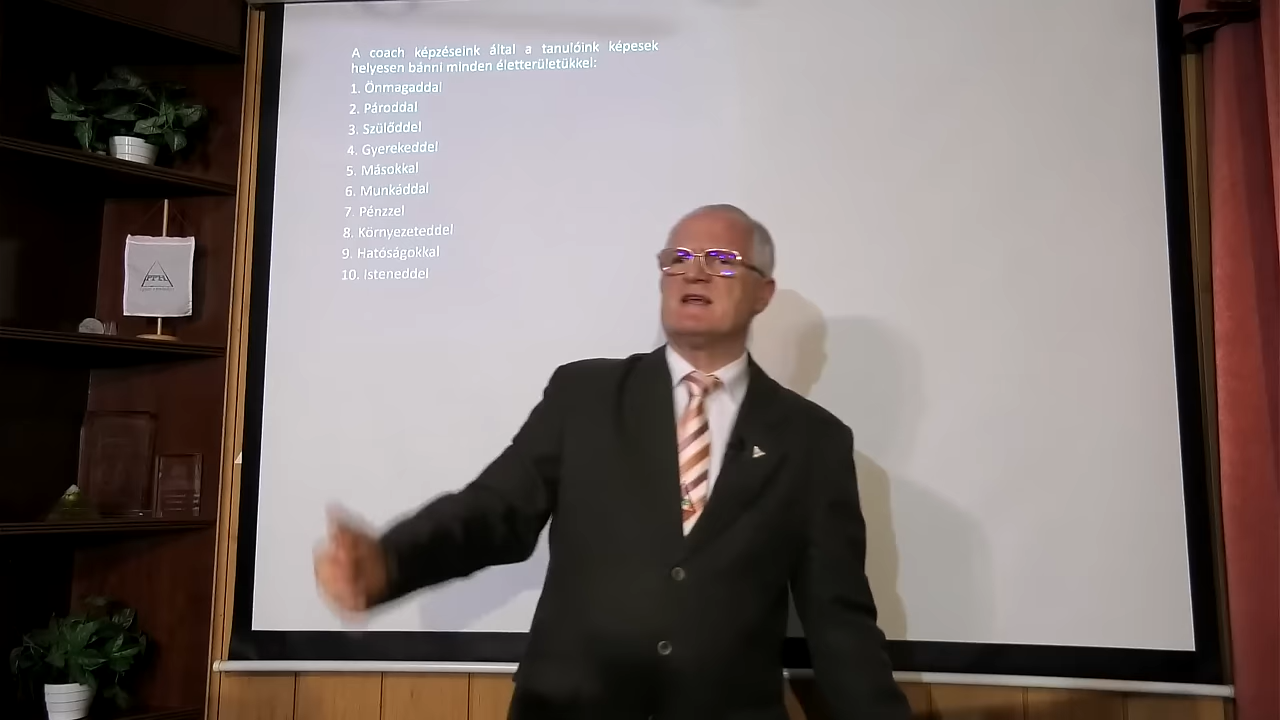 A coach képzéseink által a tanulóink képesek
helyesen bánni minden életterületükkel:
1. Önmagaddal
2. Pároddal
3. Szülőddel
4. Gyerekeddel
5. Másokkal
6. Munkáddal
7. Pénzzel
8. Környezeteddel
9. Hatóságokkal
10. Isteneddel